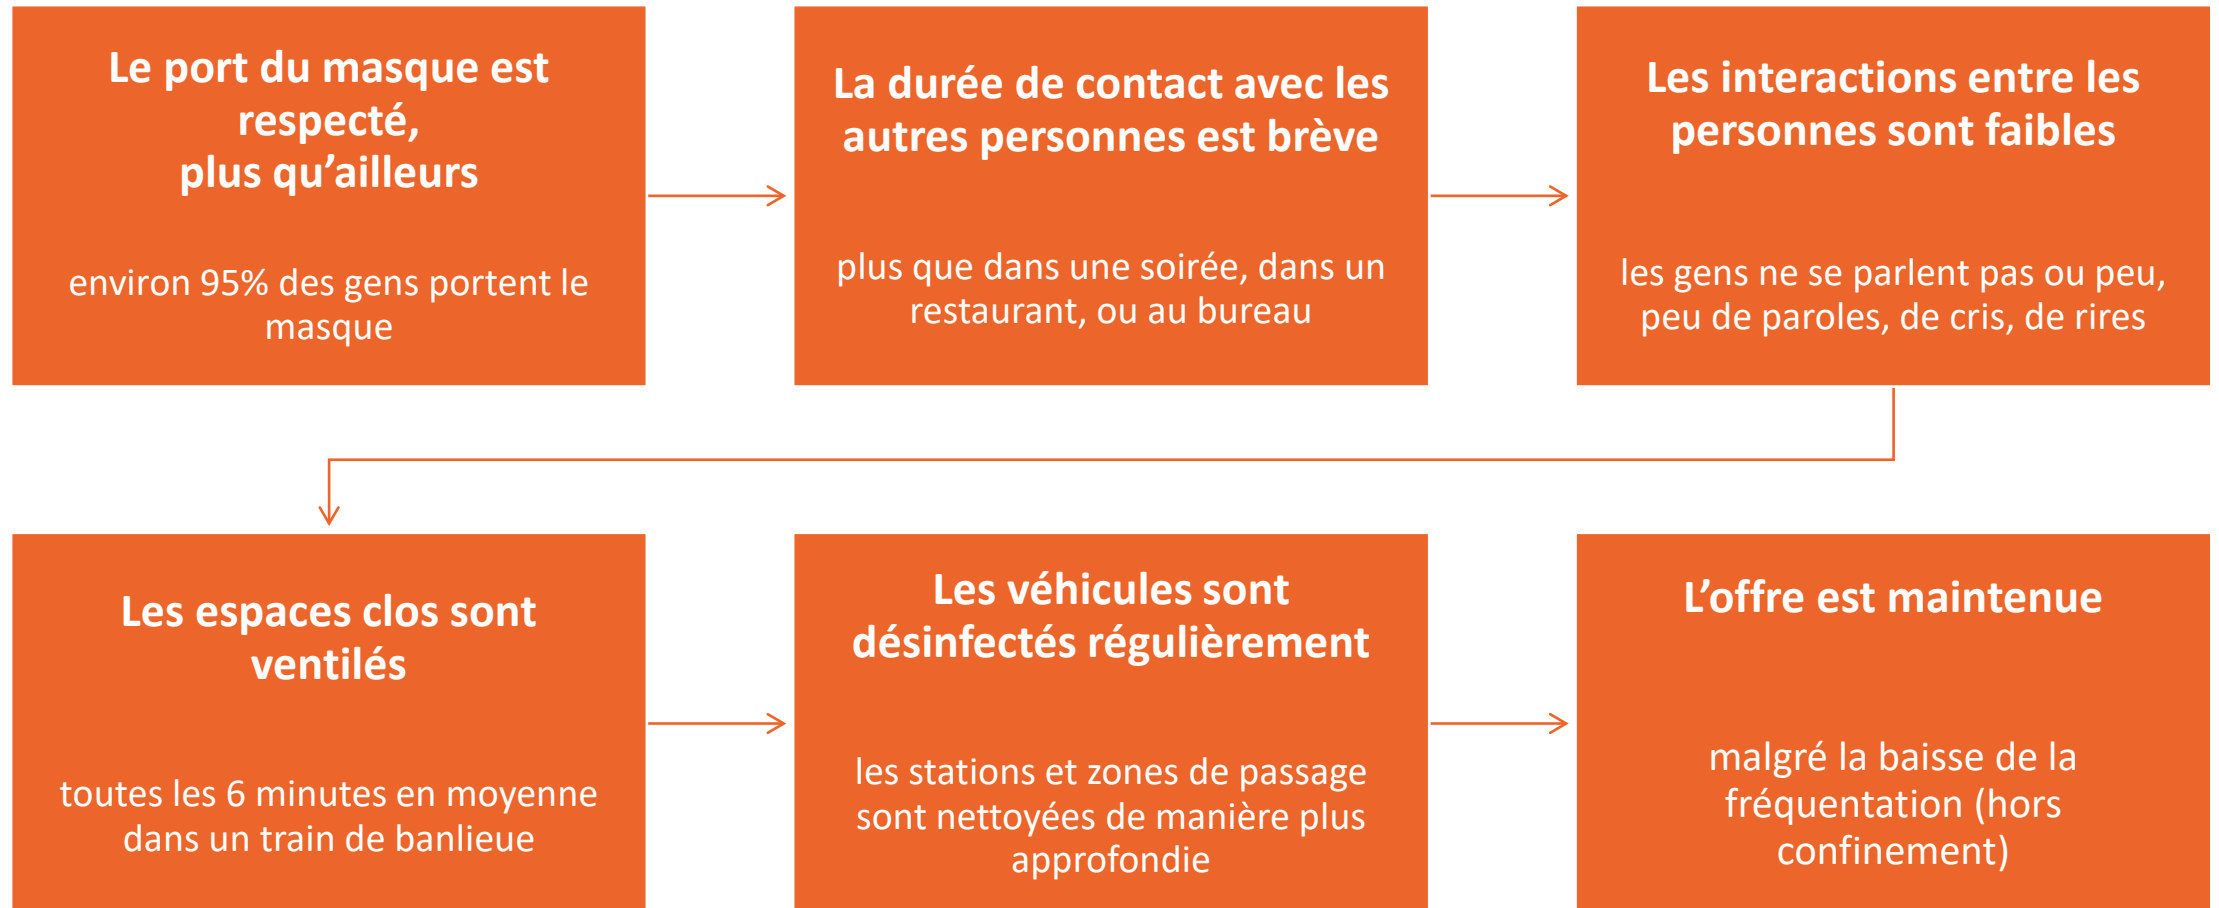 Le port du masque est
respecté,
plus qu’ailleurs
environ 95% des gens portent le
masque
La durée de contact avec les
autres personnes est brève
plus que dans une soirée, dans un
restaurant, ou au bureau
Les interactions entre les
personnes sont faibles
les gens ne se parlent pas ou peu,
peu de paroles, de cris, de rires
Les espaces clos sont
ventilés
toutes les 6 minutes en moyenne
dans un train de banlieue
Les véhicules sont
désinfectés régulièrement
les stations et zones de passage
sont nettoyées de manière plus
approfondie
L’offre est maintenue
malgré la baisse de la
fréquentation (hors
confinement)